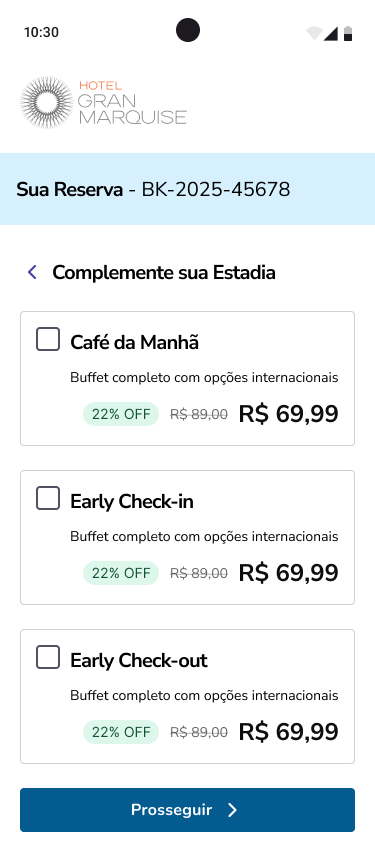 10:30
HOTEL
GRAN
MARQUISE
Sua Reserva - BK-2025-45678
Complemente sua Estadia
Café da Manhã
Buffet completo com opções internacionais
22% OFF R$ 89,00 R$ 69,99
Early Check-in
Buffet completo com opções internacionais
22% OFF R$ 89,00 R$ 69,99
Early Check-out
Buffet completo com opções internacionais
22% OFF R$ 89,00 R$ 69,99
Prosseguir